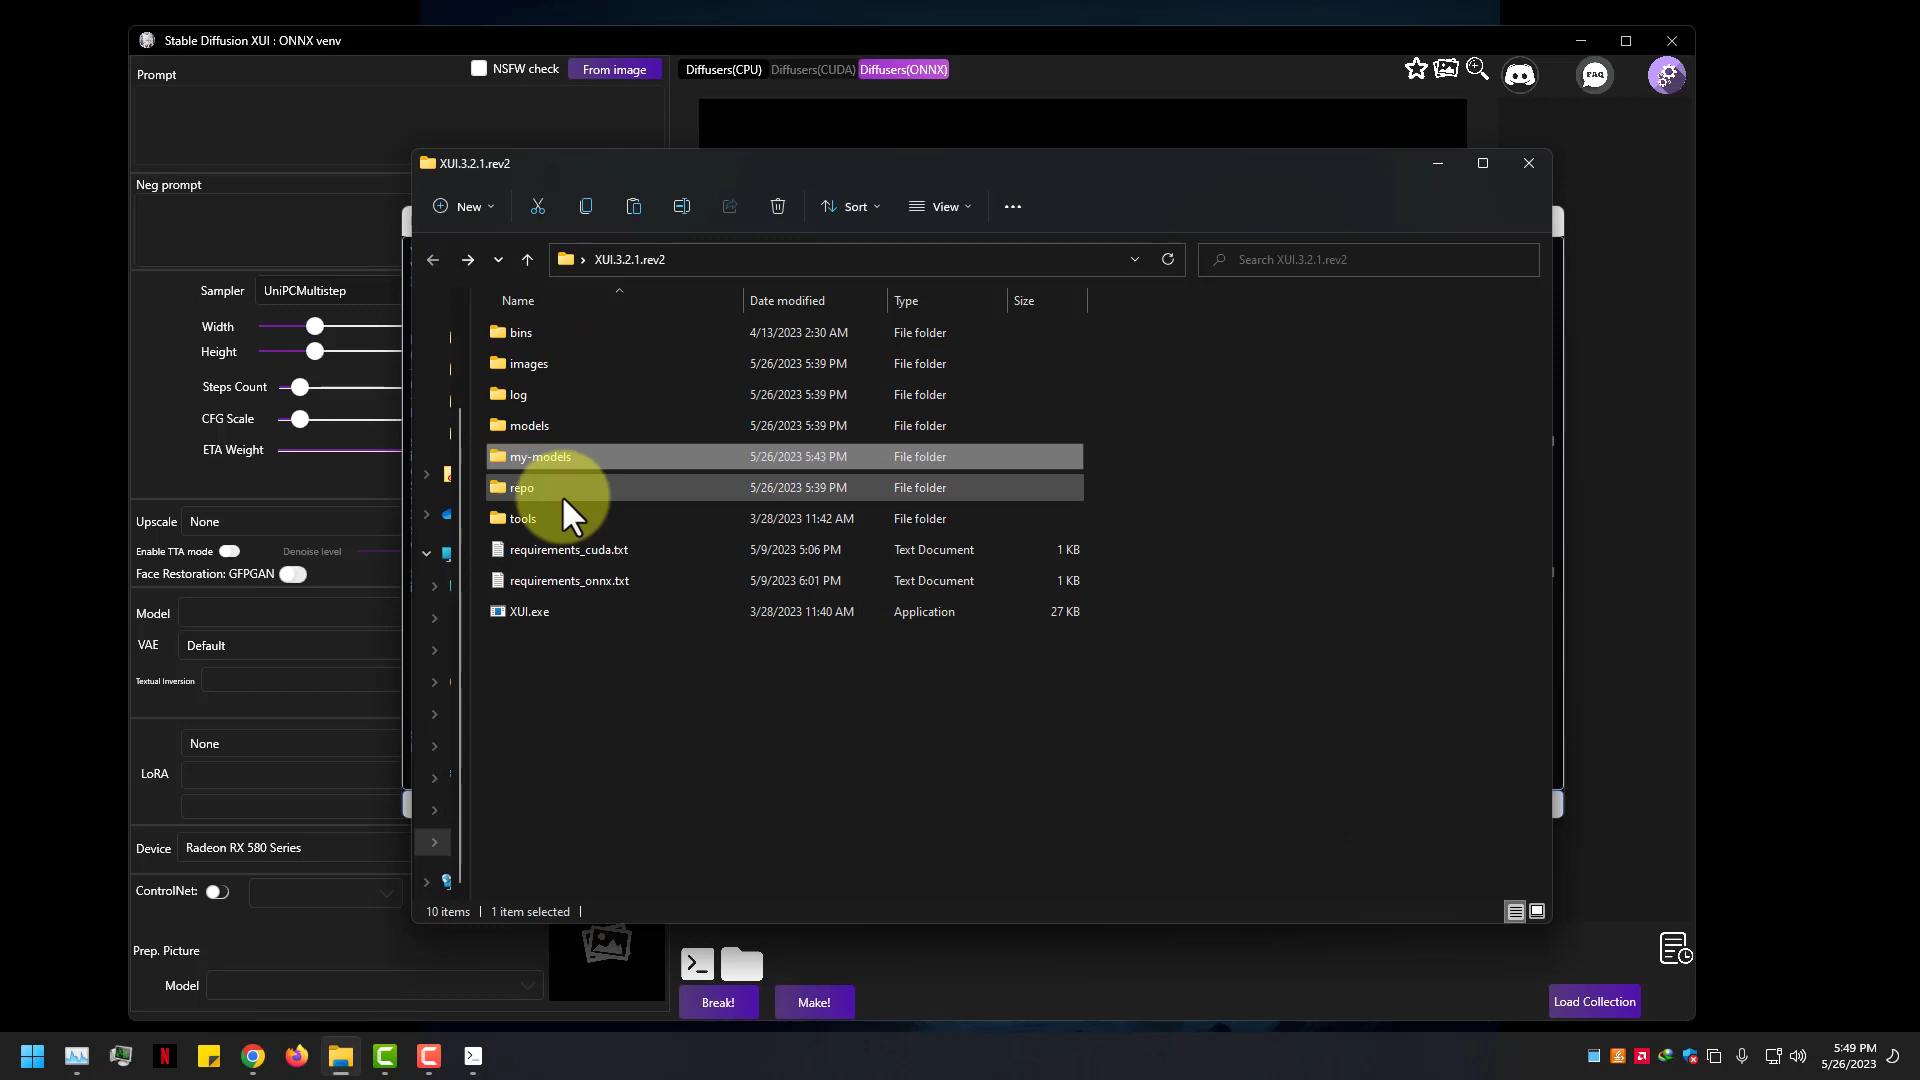 Stable Diffusion XUI : ONNX venv
Prompt
NSFW check
From image
Diffusers(CPU)
Diffusers(CUDA)
Diffusers(ONNX)
FAQ
XUI.3.2.1.rev2
Neg prompt
New
Sort
View
XUI.3.2.1.rev2
Search XUI.3.2.1.rev2
Sampler
UniPCMultistep
Name
Date modified
Type
Size
Width
bins 4/13/2023 2:30 AM File folder
Height
images 5/26/2023 5:39 PM File folder
Steps Count
log 5/26/2023 5:39 PM File folder
CFG Scale
models 5/26/2023 5:39 PM File folder
ETA Weight
my-models 5/26/2023 5:43 PM File folder
repo 5/26/2023 5:39 PM File folder
Upscale
None
tools 3/28/2023 11:42 AM File folder
Enable TTA mode
Denoise level
requirements_cuda.txt 5/9/2023 5:06 PM Text Document 1 KB
Face Restoration: GFPGAN
requirements_onnx.txt 5/9/2023 6:01 PM Text Document 1 KB
Model
XUI.exe 3/28/2023 11:40 AM Application 27 KB
VAE
Default
Textual Inversion
None
LoRA
Device
Radeon RX 580 Series
ControlNet:
10 items
1 item selected
Prep. Picture
Model
Break!
Make!
Load Collection
5:49 PM
5/26/2023